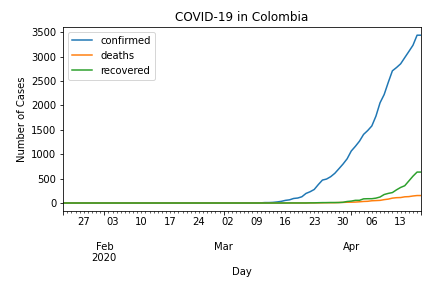 COVID-19 in Colombia
confirmed
deaths
recovered
Number of Cases
3500
3000
2500
2000
1500
1000
500
0
27 03 10 17 24 02 09 16 23 30 06 13
Feb Mar Apr
2020
Day